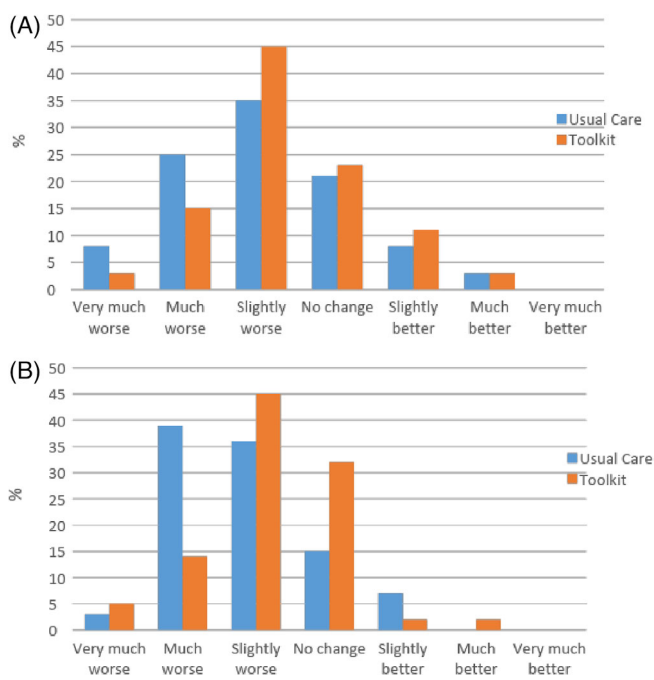 (A)
50
45
40
35
30
25
20
15
10
5
0
%
Usual Care
Toolkit
Very much worse
Much worse
Slightly worse
No change
Slightly better
Much better
Very much better
(B)
50
45
40
35
30
25
20
15
10
5
0
%
Usual Care
Toolkit
Very much worse
Much worse
Slightly worse
No change
Slightly better
Much better
Very much better